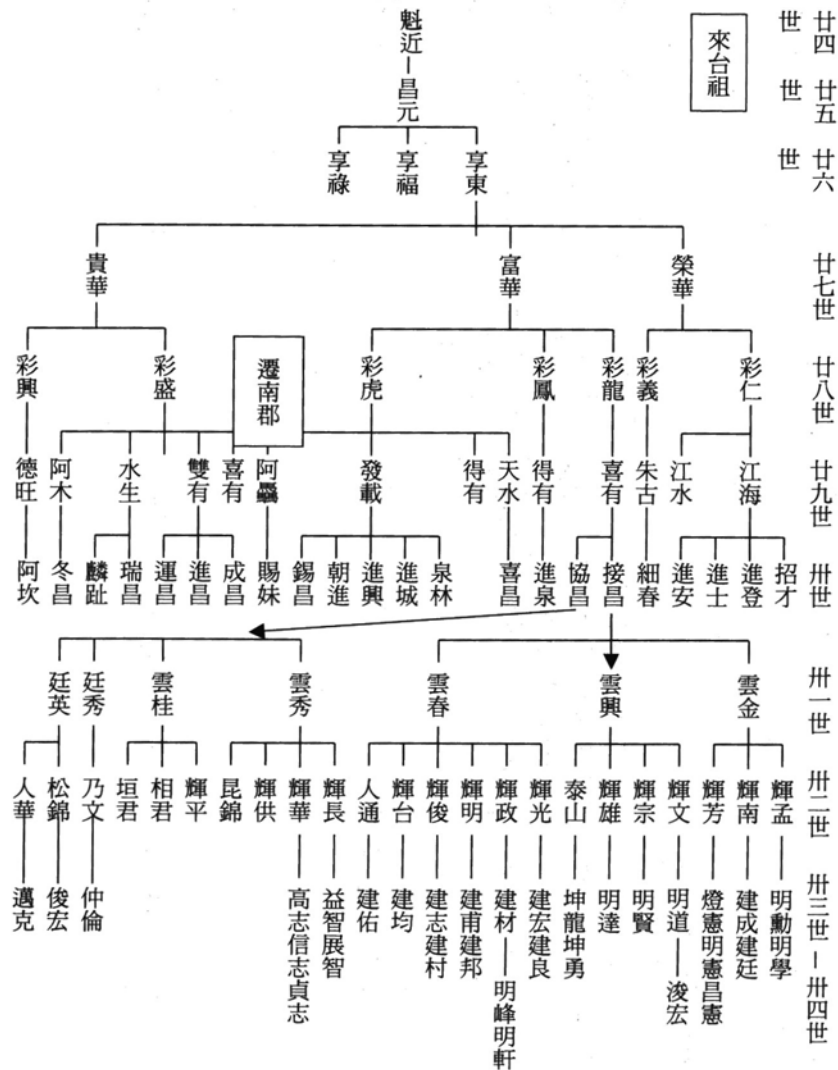 廿四世
廿五世
廿六世
廿七世
廿八世
廿九世
卅世
卅一世
卅二世
卅三世－卅四世
來台祖
魁近－昌元
享東
享福
享祿
榮華
富華
貴華
彩仁
彩義
彩龍
彩鳳
彩虎
遷南郡
彩盛
彩興
江海
江水
朱古
喜有
得有
天水
得有
發載
喜有
雙有
水生
阿木
德旺
招才
進登
進士
進安
細春
接昌
協昌
進泉
喜昌
泉林
進城
進興
朝進
錫昌
賜妹
成昌
進昌
運昌
瑞昌
麟趾
冬昌
阿坎
雲金
雲興
雲春
雲秀
雲桂
廷秀
廷英
輝孟
輝南
輝芳
輝文
輝宗
輝雄
泰山
輝光
輝政
輝明
輝俊
輝台
人通
輝長
輝華
輝供
昆錦
輝平
相君
垣君
乃文
松錦
人華
明勳明學
建成建廷
燈憲明憲昌憲
明道－浚宏
明賢
明達
坤龍坤勇
建宏建良
建材－明峰明軒
建甫建邦
建志建村
建均
建佑
益智展智
高志信志貞志
仲倫
俊宏
邁克